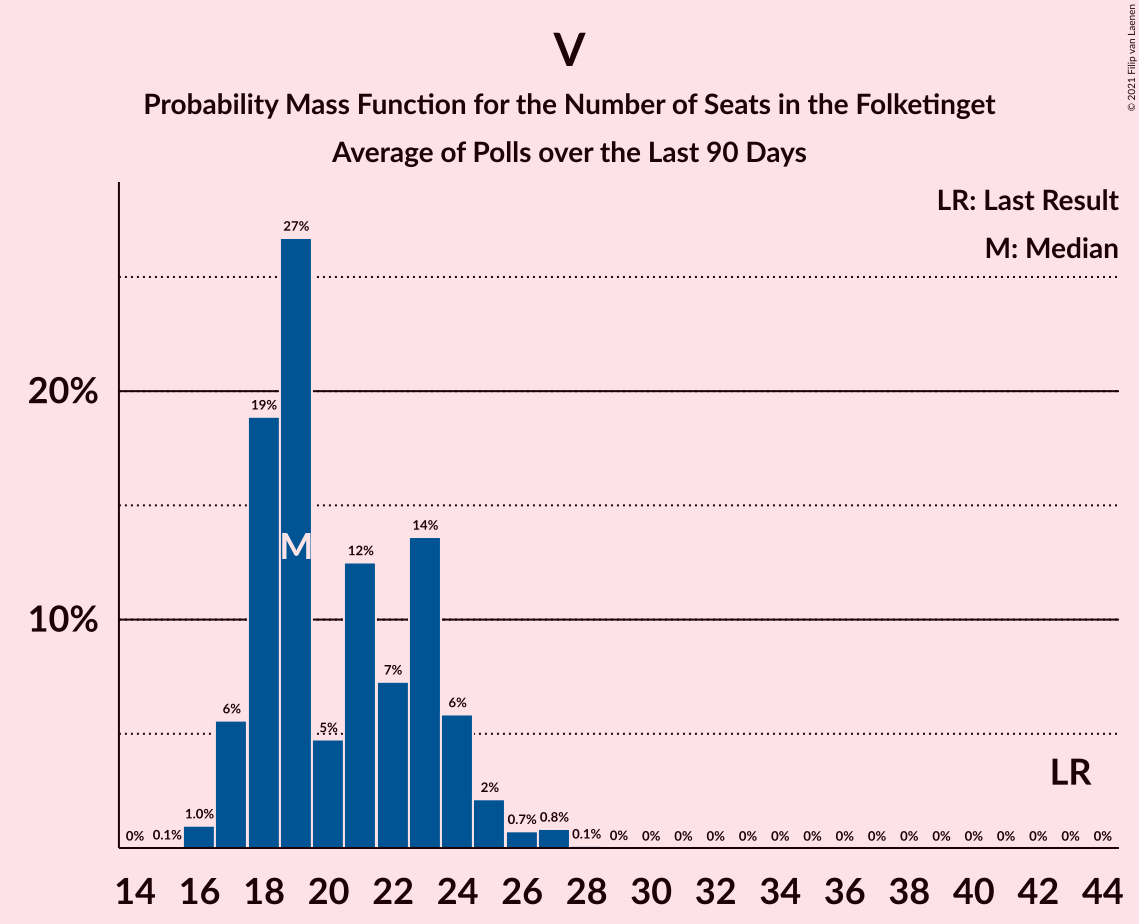 V
Probability Mass Function for the Number of Seats in the Folketinget
Average of Polls over the Last 90 Days
© 2021 Filip van Laenen
LR: Last Result
M: Median
20%
10%
0% 0.1% 1.0% 6% 19% 27% 5% 12% 7% 14% 6% 2% 0.7% 0.8% 0.1% 0% 0% 0% 0% 0% 0% 0% 0% 0% 0% 0% 0% 0% 0% 0% 0%
M
LR
14 16 18 20 22 24 26 28 30 32 34 36 38 40 42 44